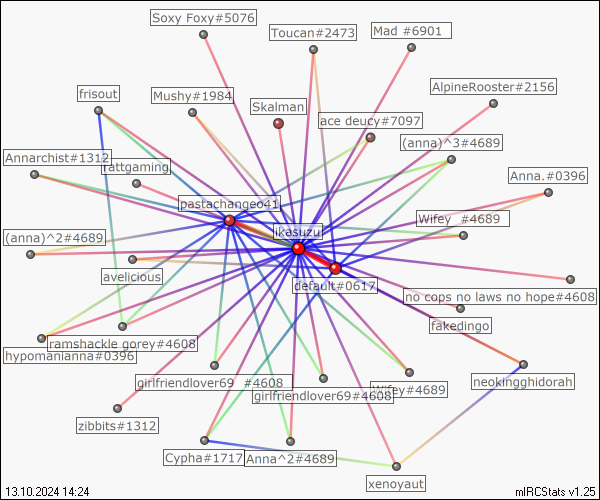 Soxy Foxy#5076
Toucan#2473
Mad #6901
frisout
Mushy#1984
Skalman
AlpineRooster#2156
ace deucy#7097
(anna)^3#4689
Annarchist#1312
rattgaming
Anna.#0396
pastachangeo41
Wifey_#4689
ikasuzu
(anna)^2#4689
avelicious
default#0617
no cops no laws no hope#4608
fakedingo
ramshackle gorey#4608
hypomanianna#0396
girlfriendlover69_#4608
Wifey#4689
neokingghidorah
girlfriendlover69#4608
zibbits#1312
Cypha#1717
Anna^2#4689
xenoyaut
13.10.2024 14:24
mIRCStats v1.25